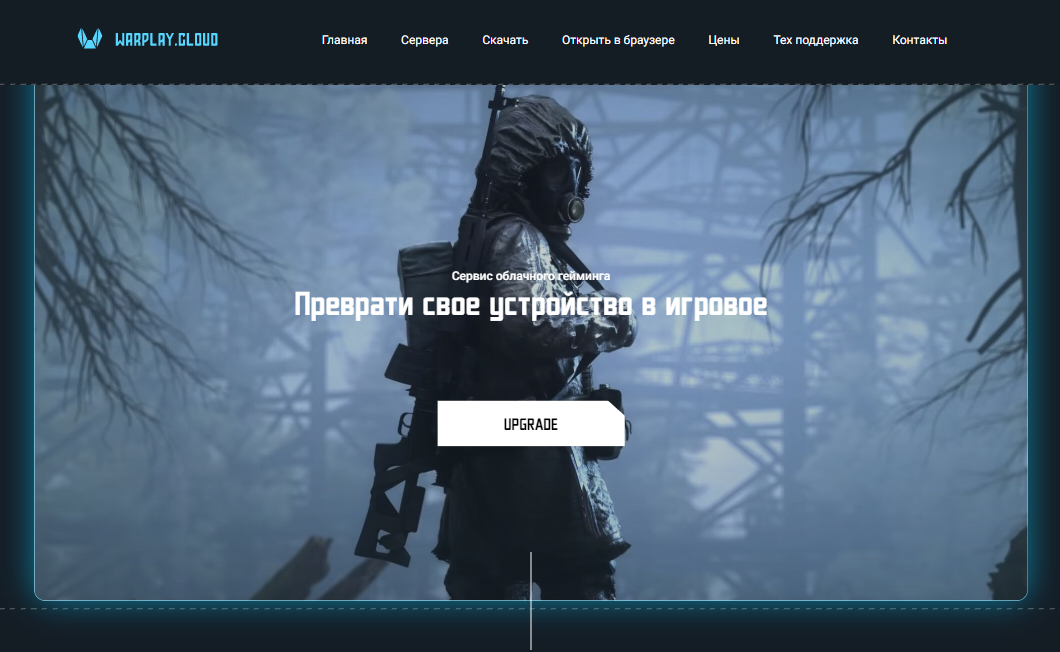 WARPLAY.CLOUD
Главная Сервера Скачать Открыть в браузере Цены Тех поддержка Контакты
Сервис облачного гейминга
Преврати свое устройство в игровое
UPGRADE